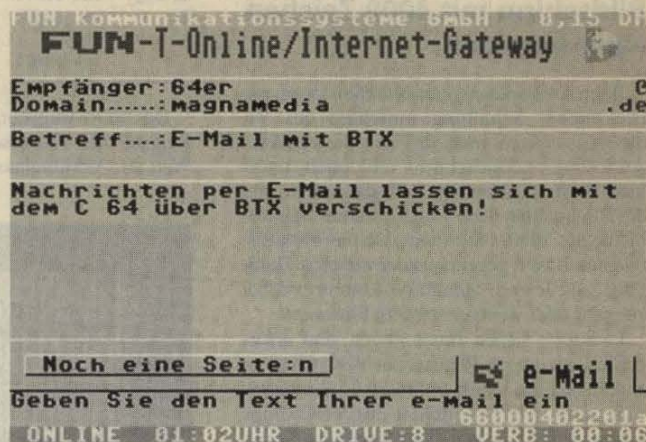 FUN Kommunikationssysteme GmbH 0,15 DM
FUN-T-Online/Internet-Gateway
Empfänger:64er @
Domain......:magnamedia .de
Betreff....:E-Mail mit BTX
Nachrichten per E-Mail lassen sich mit
dem C 64 über BTX verschicken!
Noch eine Seite:n
e-mail
Geben Sie den Text Ihrer e-mail ein
66000402201a
ONLINE 01:02UHR DRIVE:8 VERB: 00:06